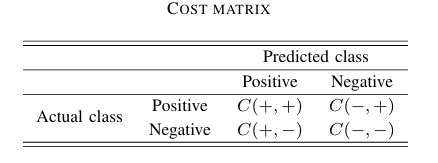 COST MATRIX
Predicted class
Positive Negative
Actual class Positive C(+, +) C(−, +)
Negative C(+, −) C(−, −)